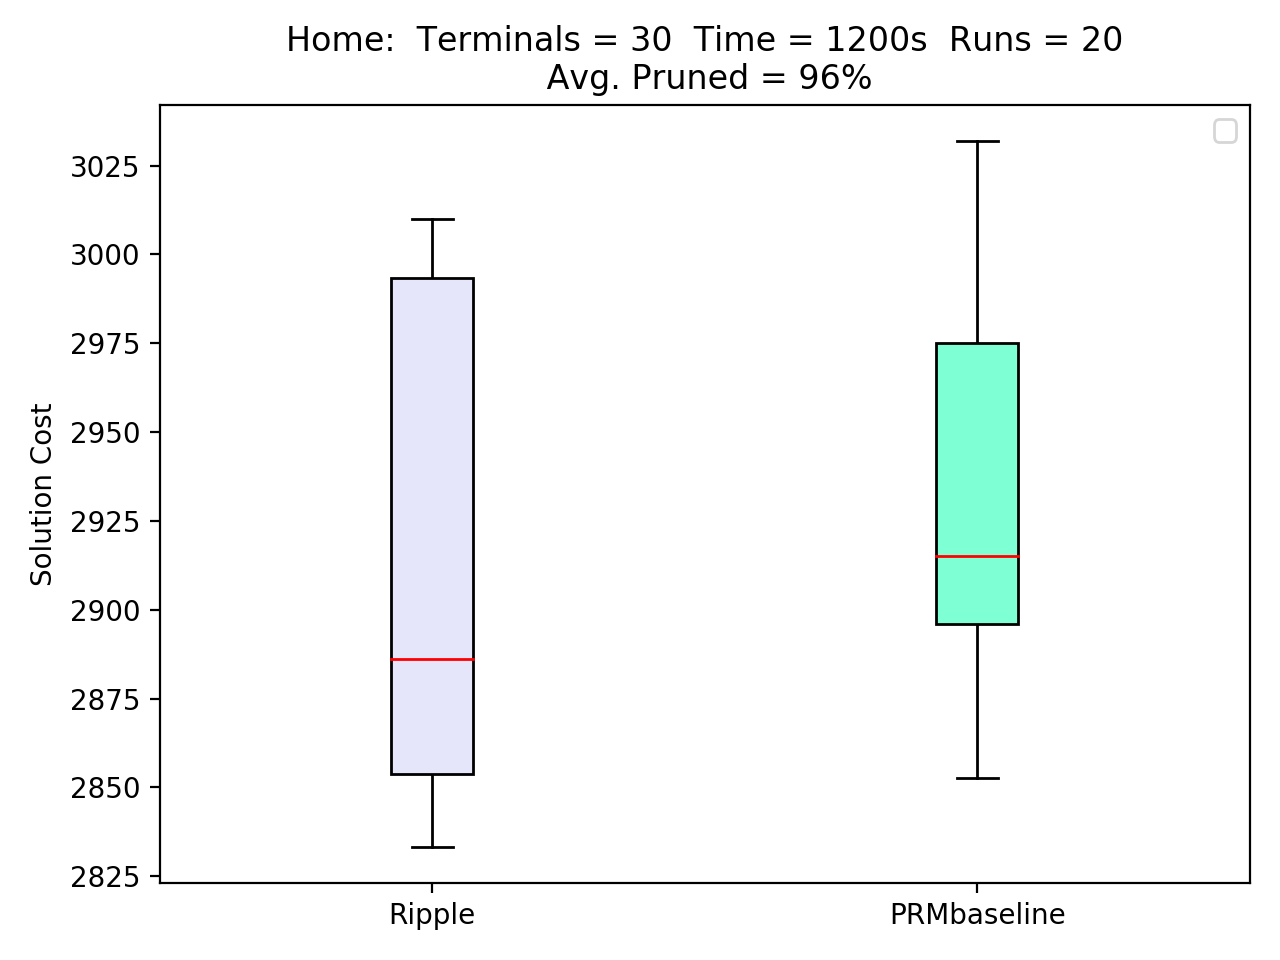 Home:  Terminals = 30  Time = 1200s  Runs = 20
Avg. Pruned = 96%
3025
3000
2975
2950
2925
2900
2875
2850
2825
Solution Cost
Ripple
PRMbaseline